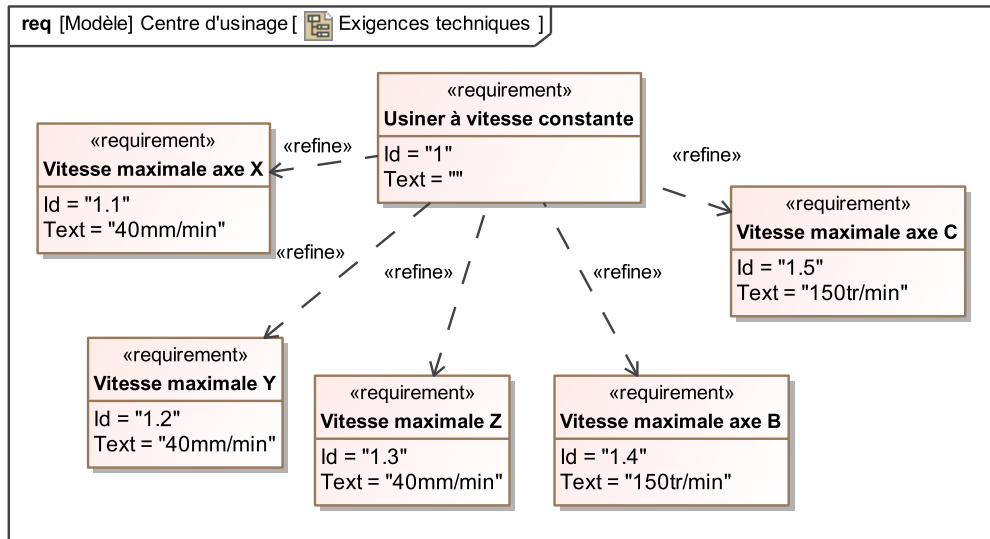 req [Modèle] Centre d'usinage [ Exigences techniques ]
«requirement»
Usiner à vitesse constante
Id = "1"
Text = ""
«refine»
«refine»
«requirement»
Vitesse maximale axe X
Id = "1.1"
Text = "40mm/min"
«requirement»
Vitesse maximale axe C
Id = "1.5"
Text = "150tr/min"
«refine»
«refine»
«refine»
«requirement»
Vitesse maximale Y
Id = "1.2"
Text = "40mm/min"
«requirement»
Vitesse maximale Z
Id = "1.3"
Text = "40mm/min"
«requirement»
Vitesse maximale axe B
Id = "1.4"
Text = "150tr/min"